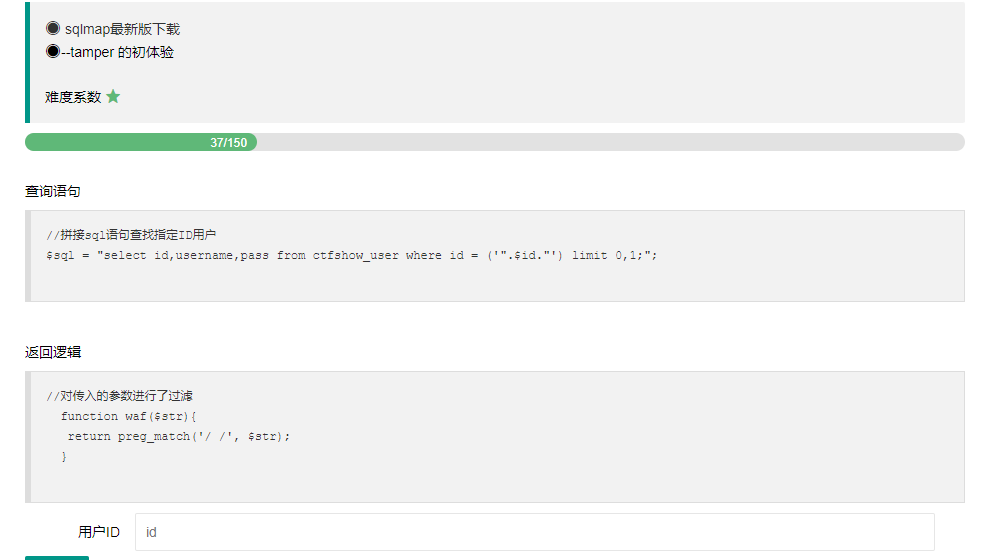 sqlmap最新版下载
--tamper 的初体验
难度系数
37/150
查询语句
//拼接sql语句查找指定ID用户
$sql = "select id,username,pass from ctfshow_user where id = ('".$id."') limit 0,1;";
返回逻辑
//对传入的参数进行了过滤
function waf($str){
return preg_match('/ /', $str);
}
用户ID id